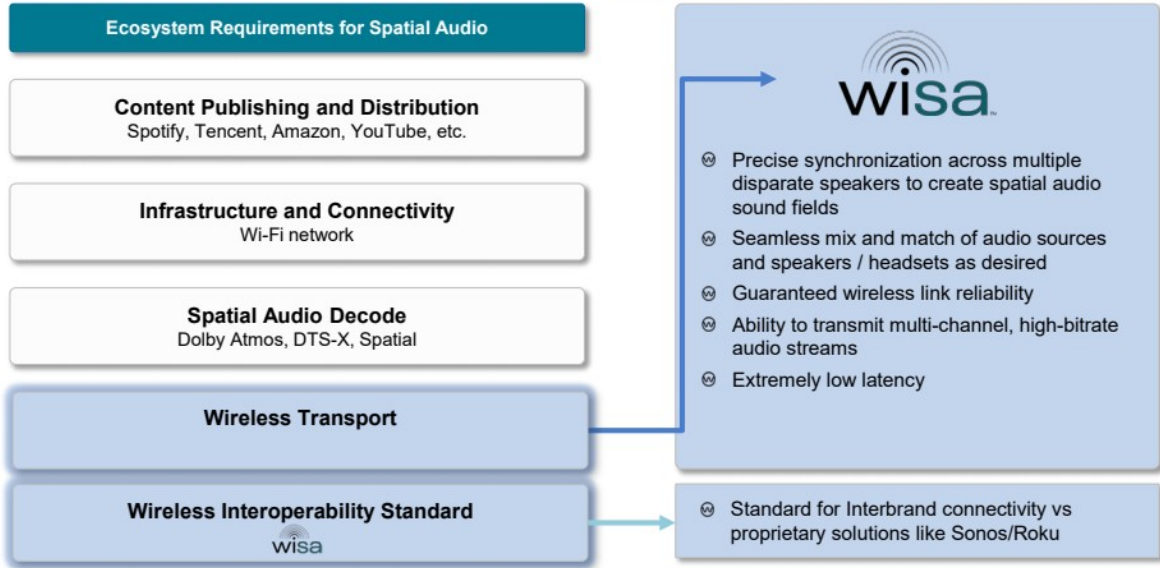 Ecosystem Requirements for Spatial Audio
Content Publishing and Distribution
Spotify, Tencent, Amazon, YouTube, etc.
Infrastructure and Connectivity
Wi-Fi network
Spatial Audio Decode
Dolby Atmos, DTS-X, Spatial
Wireless Transport
Wireless Interoperability Standard
wisa
wisa™
Precise synchronization across multiple
disparate speakers to create spatial audio
sound fields
Seamless mix and match of audio sources
and speakers / headsets as desired
Guaranteed wireless link reliability
Ability to transmit multi-channel, high-bitrate
audio streams
Extremely low latency
Standard for Interbrand connectivity vs
proprietary solutions like Sonos/Roku